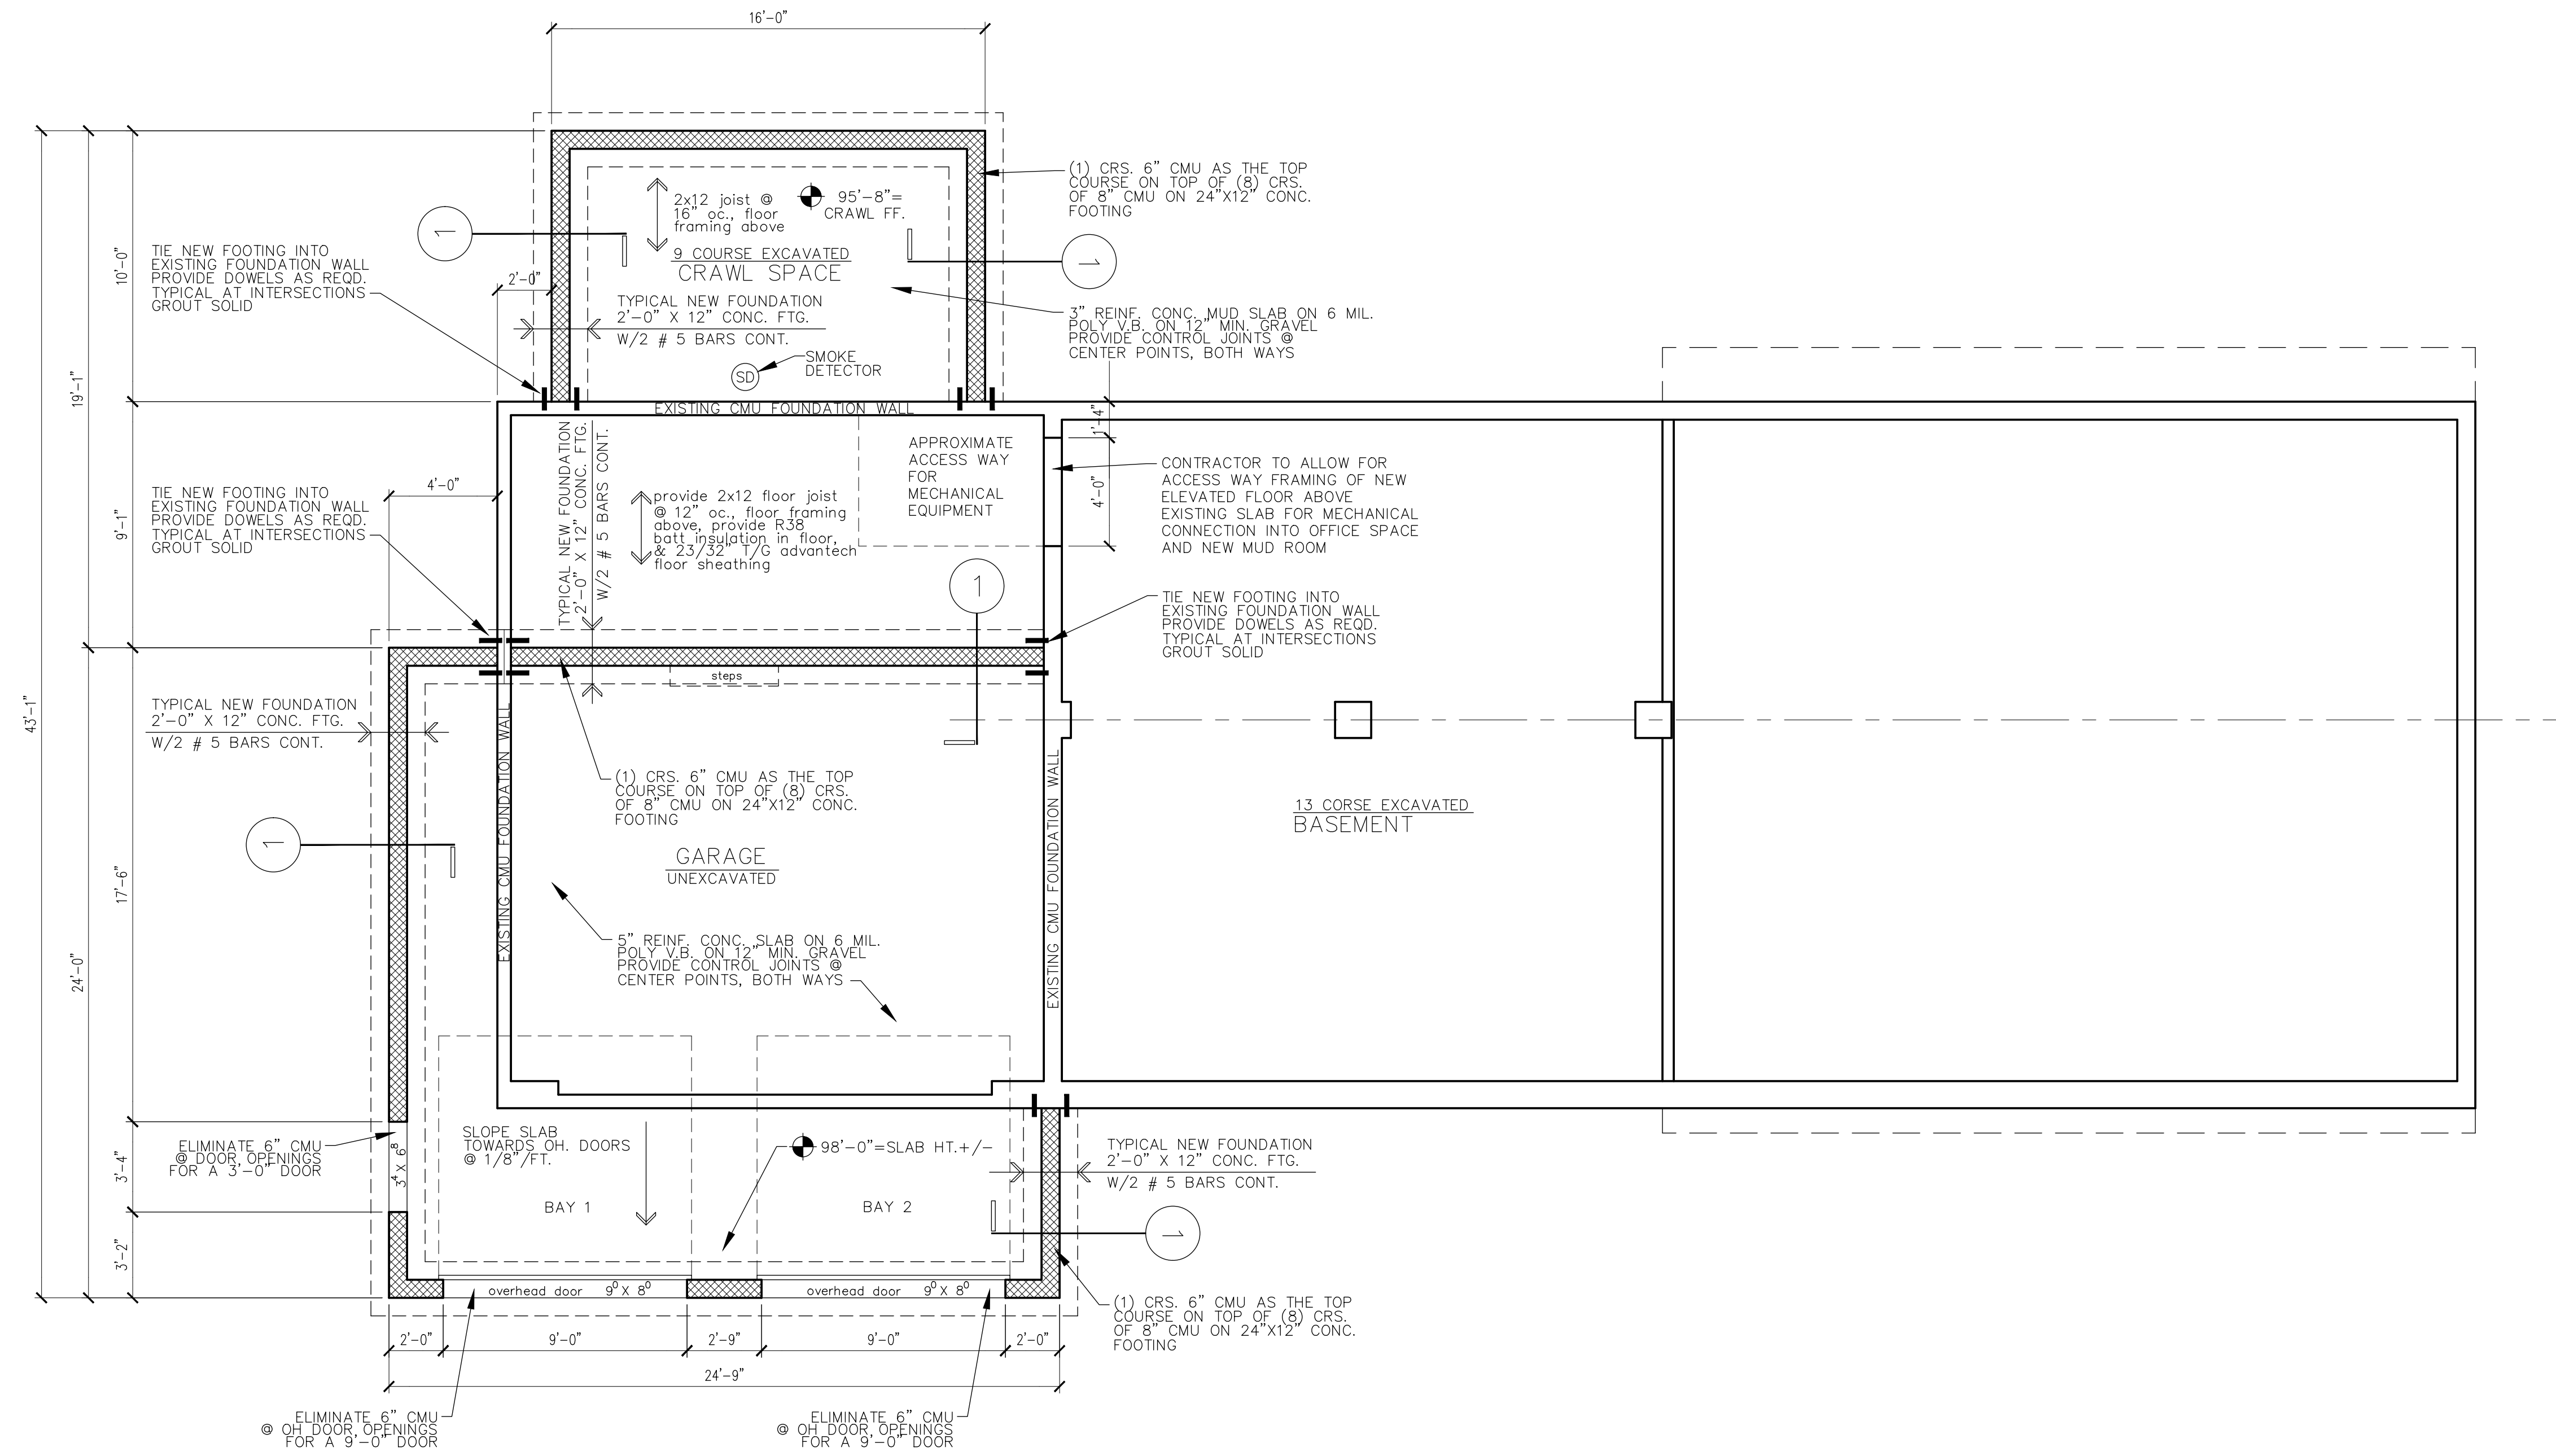 16'-0"
(1) CRS. 6" CMU AS THE TOP
COURSE ON TOP OF (8) CRS.
OF 8" CMU ON 24"X12" CONC.
FOOTING
2x12 joist @
16" oc., floor
framing above
95'-8"=
CRAWL FF.
1
1
9 COURSE EXCAVATED
CRAWL SPACE
TIE NEW FOOTING INTO
EXISTING FOUNDATION WALL
PROVIDE DOWELS AS REQD.
TYPICAL AT INTERSECTIONS
GROUT SOLID
10'-0"
2'-0"
TYPICAL NEW FOUNDATION
2'-0" X 12" CONC. FTG.
W/2 # 5 BARS CONT.
3" REINF. CONC. MUD SLAB ON 6 MIL.
POLY V.B. ON 12" MIN. GRAVEL
PROVIDE CONTROL JOINTS @
CENTER POINTS, BOTH WAYS
SMOKE
DETECTOR
SD
19'-1"
EXISTING CMU FOUNDATION WALL
1'-4"
APPROXIMATE
ACCESS WAY
FOR
MECHANICAL
EQUIPMENT
CONTRACTOR TO ALLOW FOR
ACCESS WAY FRAMING OF NEW
ELEVATED FLOOR ABOVE
EXISTING SLAB FOR MECHANICAL
CONNECTION INTO OFFICE SPACE
AND NEW MUD ROOM
4'-0"
4'-0"
TYPICAL NEW FOUNDATION
2'-0" X 12" CONC. FTG.
W/2 # 5 BARS CONT.
provide 2x12 floor joist
@ 12" oc., floor framing
above, provide R38
batt insulation in floor,
& 23/32" T/G advantech
floor sheathing
TIE NEW FOOTING INTO
EXISTING FOUNDATION WALL
PROVIDE DOWELS AS REQD.
TYPICAL AT INTERSECTIONS
GROUT SOLID
9'-1"
1
TIE NEW FOOTING INTO
EXISTING FOUNDATION WALL
PROVIDE DOWELS AS REQD.
TYPICAL AT INTERSECTIONS
GROUT SOLID
steps
43'-1"
TYPICAL NEW FOUNDATION
2'-0" X 12" CONC. FTG.
W/2 # 5 BARS CONT.
EXISTING CMU FOUNDATION WALL
EXISTING CMU FOUNDATION WALL
(1) CRS. 6" CMU AS THE TOP
COURSE ON TOP OF (8) CRS.
OF 8" CMU ON 24"X12" CONC.
FOOTING
13 CORSE EXCAVATED
BASEMENT
1
GARAGE
UNEXCAVATED
17'-6"
24'-0"
5" REINF. CONC. SLAB ON 6 MIL.
POLY V.B. ON 12" MIN. GRAVEL
PROVIDE CONTROL JOINTS @
CENTER POINTS, BOTH WAYS
ELIMINATE 6" CMU
@ DOOR OPENINGS
FOR A 3'-0" DOOR
3'-4"
3⁴ X 6⁸
SLOPE SLAB
TOWARDS OH. DOORS
@ 1/8"/FT.
98'-0"=SLAB HT.+/-
TYPICAL NEW FOUNDATION
2'-0" X 12" CONC. FTG.
W/2 # 5 BARS CONT.
BAY 1
BAY 2
1
3'-2"
overhead door 9⁰ X 8⁰
overhead door 9⁰ X 8⁰
(1) CRS. 6" CMU AS THE TOP
COURSE ON TOP OF (8) CRS.
OF 8" CMU ON 24"X12" CONC.
FOOTING
2'-0"
9'-0"
2'-9"
9'-0"
2'-0"
24'-9"
ELIMINATE 6" CMU
@ OH DOOR OPENINGS
FOR A 9'-0" DOOR
ELIMINATE 6" CMU
@ OH DOOR OPENINGS
FOR A 9'-0" DOOR